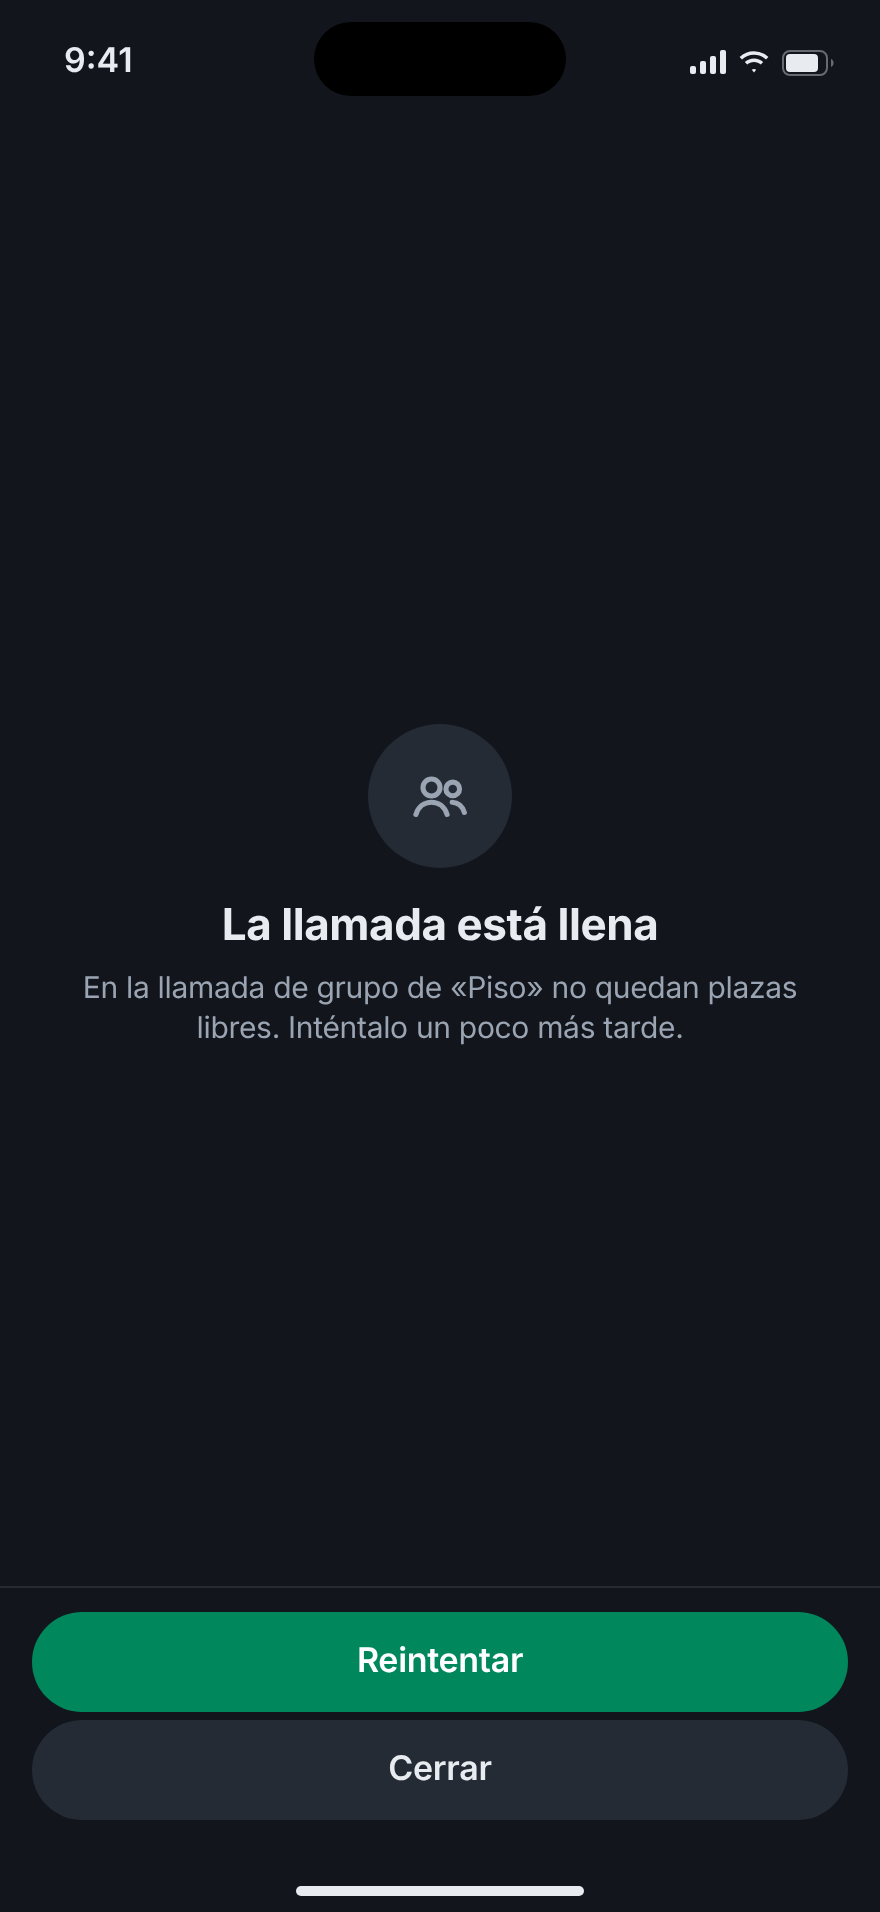 9:41
La llamada está llena
En la llamada de grupo de «Piso» no quedan plazas
libres. Inténtalo un poco más tarde.
Reintentar
Cerrar